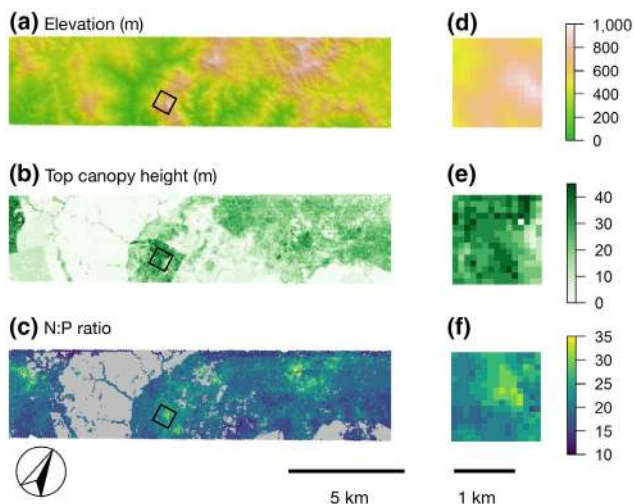 (a) Elevation (m)
(d)
1,000
800
600
400
200
0
(b) Top canopy height (m)
(e)
40
30
20
10
0
(c) N:P ratio
(f)
35
30
25
20
15
10
5 km
1 km